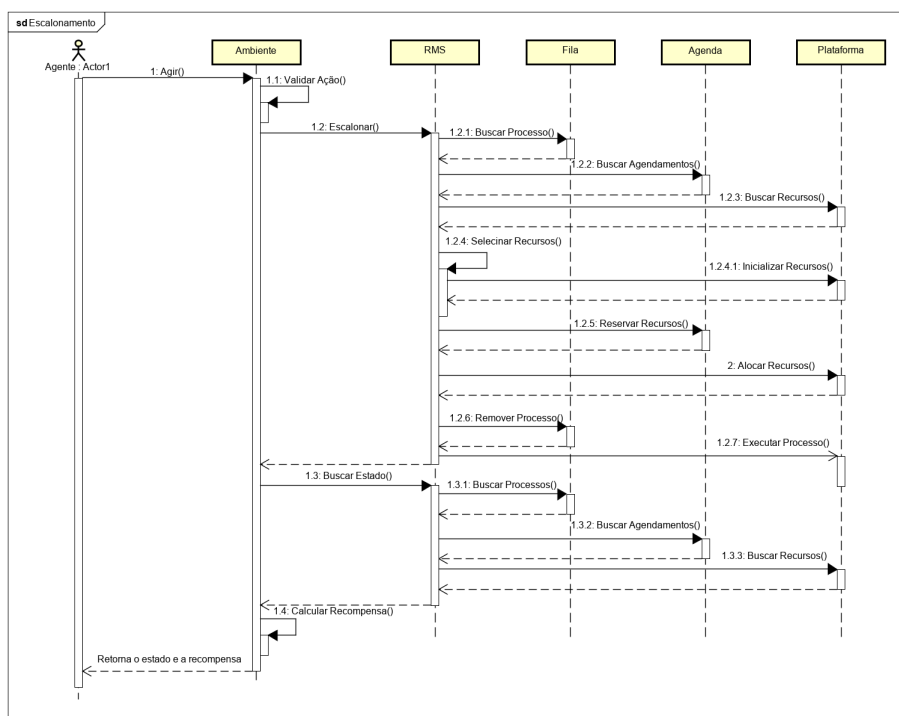 sd Escalonamento
Agente : Actor1
Ambiente
RMS
Fila
Agenda
Plataforma
1: Agir()
1.1: Validar Ação()
1.2: Escalonar()
1.2.1: Buscar Processo()
1.2.2: Buscar Agendamentos()
1.2.3: Buscar Recursos()
1.2.4: Selecinar Recursos()
1.2.4.1: Inicializar Recursos()
1.2.5: Reservar Recursos()
2: Alocar Recursos()
1.2.6: Remover Processo()
1.2.7: Executar Processo()
1.3: Buscar Estado()
1.3.1: Buscar Processos()
1.3.2: Buscar Agendamentos()
1.3.3: Buscar Recursos()
1.4: Calcular Recompensa()
Retorna o estado e a recompensa